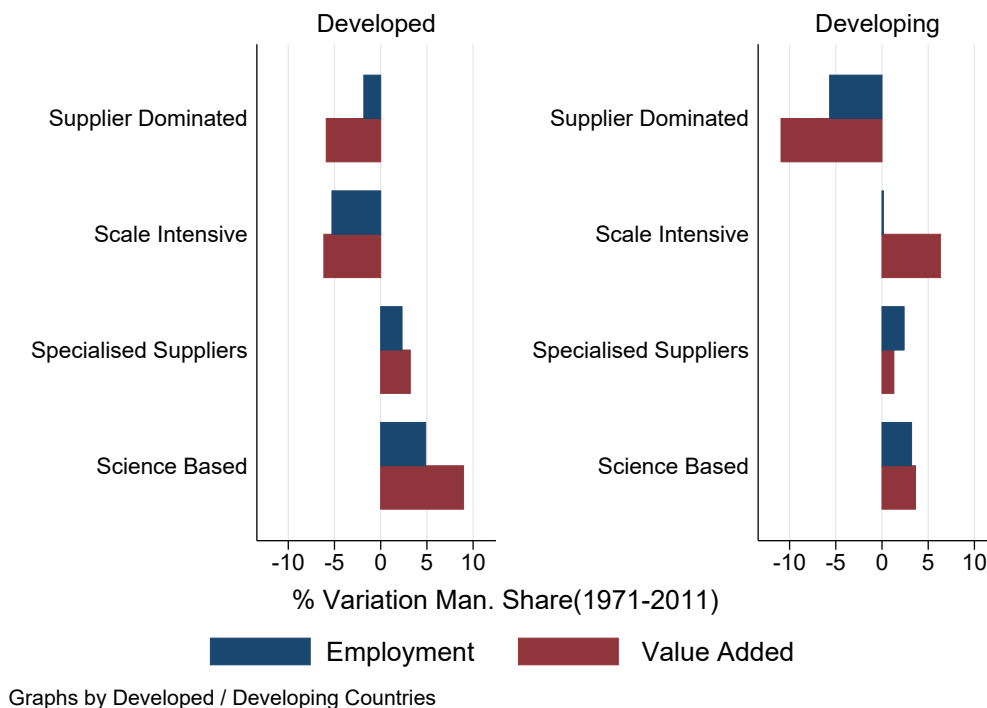 Developed
Developing
Supplier Dominated
Scale Intensive
Specialised Suppliers
Science Based
-10 -5 0 5 10
Supplier Dominated
Scale Intensive
Specialised Suppliers
Science Based
-10 -5 0 5 10
% Variation Man. Share(1971-2011)
Employment Value Added
Graphs by Developed / Developing Countries